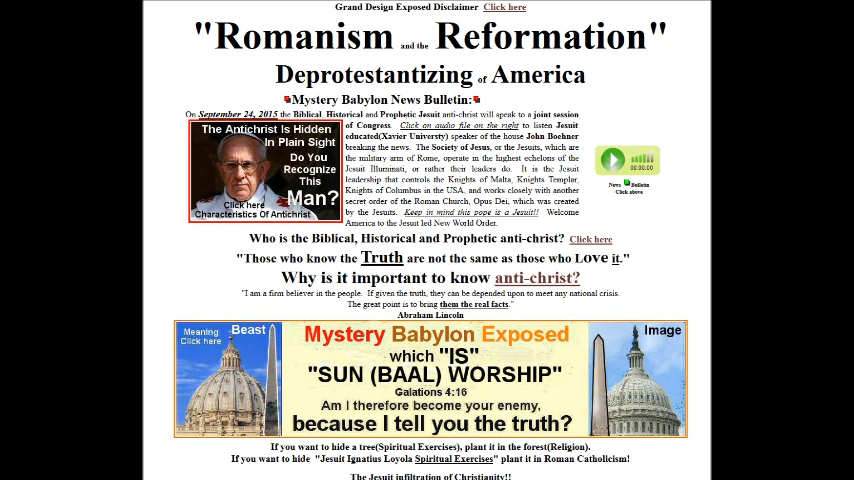 Grand Design Exposed Disclaimer Click here
"Romanism and the Reformation"
Deprotestantizing of America
Mystery Babylon News Bulletin:
On September 24, 2015 the Biblical, Historical and Prophetic Jesuit anti-christ will speak to a joint session
of Congress. Click on audio file on the right to listen Jesuit
educated(Xavier Universty) speaker of the house John Boehner
breaking the news. The Society of Jesus, or the Jesuits, which are
the military arm of Rome, operate in the highest echelons of the
Jesuit Illuminati, or rather their leaders do. It is the Jesuit
leadership that controls the Knights of Malta, Knights Templar,
Knights of Columbus in the USA, and works closely with another
secret order of the Roman Church, Opus Dei, which was created
by the Jesuits. Keep in mind this pope is a Jesuit!! Welcome
America to the Jesuit led New World Order.
The Antichrist Is Hidden
In Plain Sight
Do You
Recognize
This
Man?
Click here
Characteristics Of Antichrist
00:00:00
News Bulletin
Click above
Who is the Biblical, Historical and Prophetic anti-christ? Click here
"Those who know the Truth are not the same as those who Love it."
Why is it important to know anti-christ?
"I am a firm believer in the people. If given the truth, they can be depended upon to meet any national crisis.
The great point is to bring them the real facts."
Abraham Lincoln
Meaning
Click here
Beast
Mystery Babylon Exposed
which "IS"
"SUN (BAAL) WORSHIP"
Galations 4:16
Am I therefore become your enemy,
because I tell you the truth?
Image
If you want to hide a tree(Spiritual Exercises), plant it in the forest(Religion).
If you want to hide "Jesuit Ignatius Loyola Spiritual Exercises" plant it in Roman Catholicism!
The Jesuit infiltration of Christianity!!